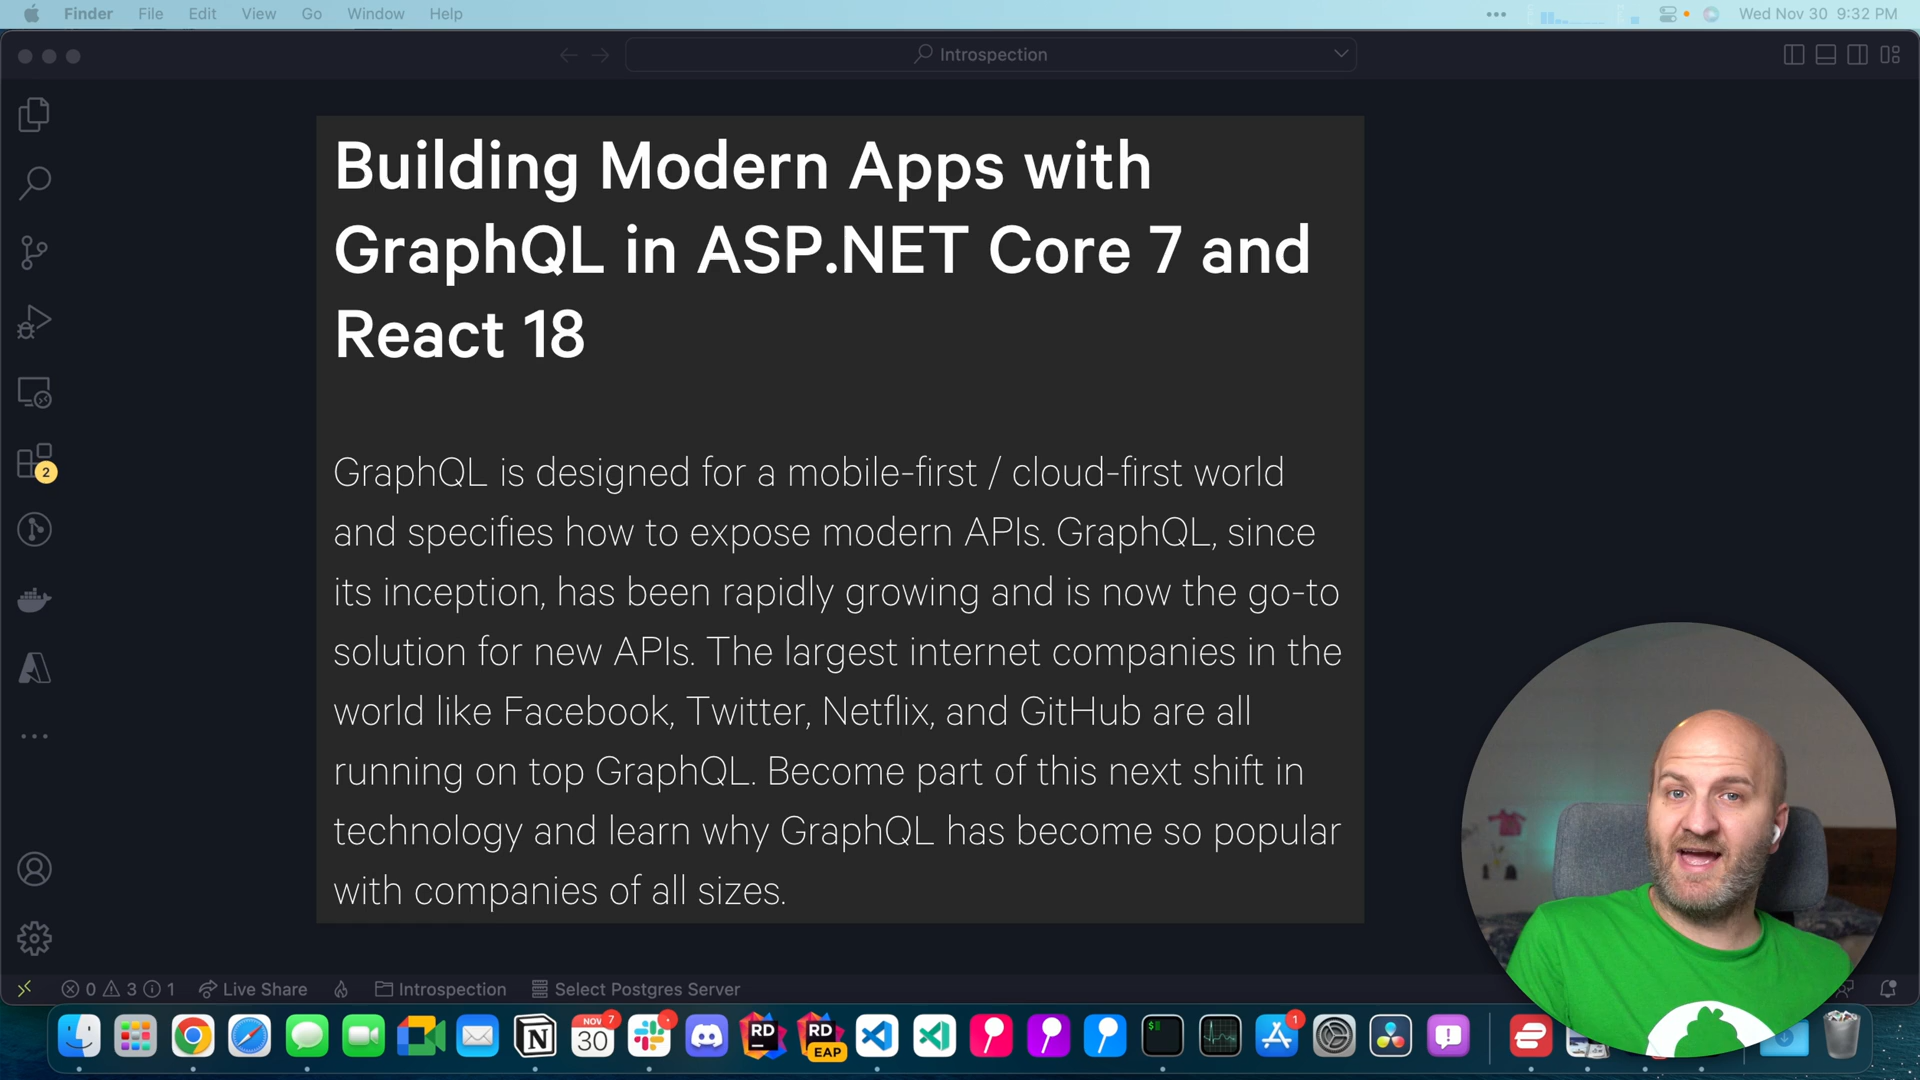 Finder File Edit View Go Window Help
Wed Nov 30 9:32 PM
Introspection
Building Modern Apps with
GraphQL in ASP.NET Core 7 and
React 18
GraphQL is designed for a mobile-first / cloud-first world
and specifies how to expose modern APIs. GraphQL, since
its inception, has been rapidly growing and is now the go-to
solution for new APIs. The largest internet companies in the
world like Facebook, Twitter, Netflix, and GitHub are all
running on top GraphQL. Become part of this next shift in
technology and learn why GraphQL has become so popular
with companies of all sizes.
2
0 3 1 Live Share Introspection Select Postgres Server
NOV 7
30
RD
RD
EAP
1